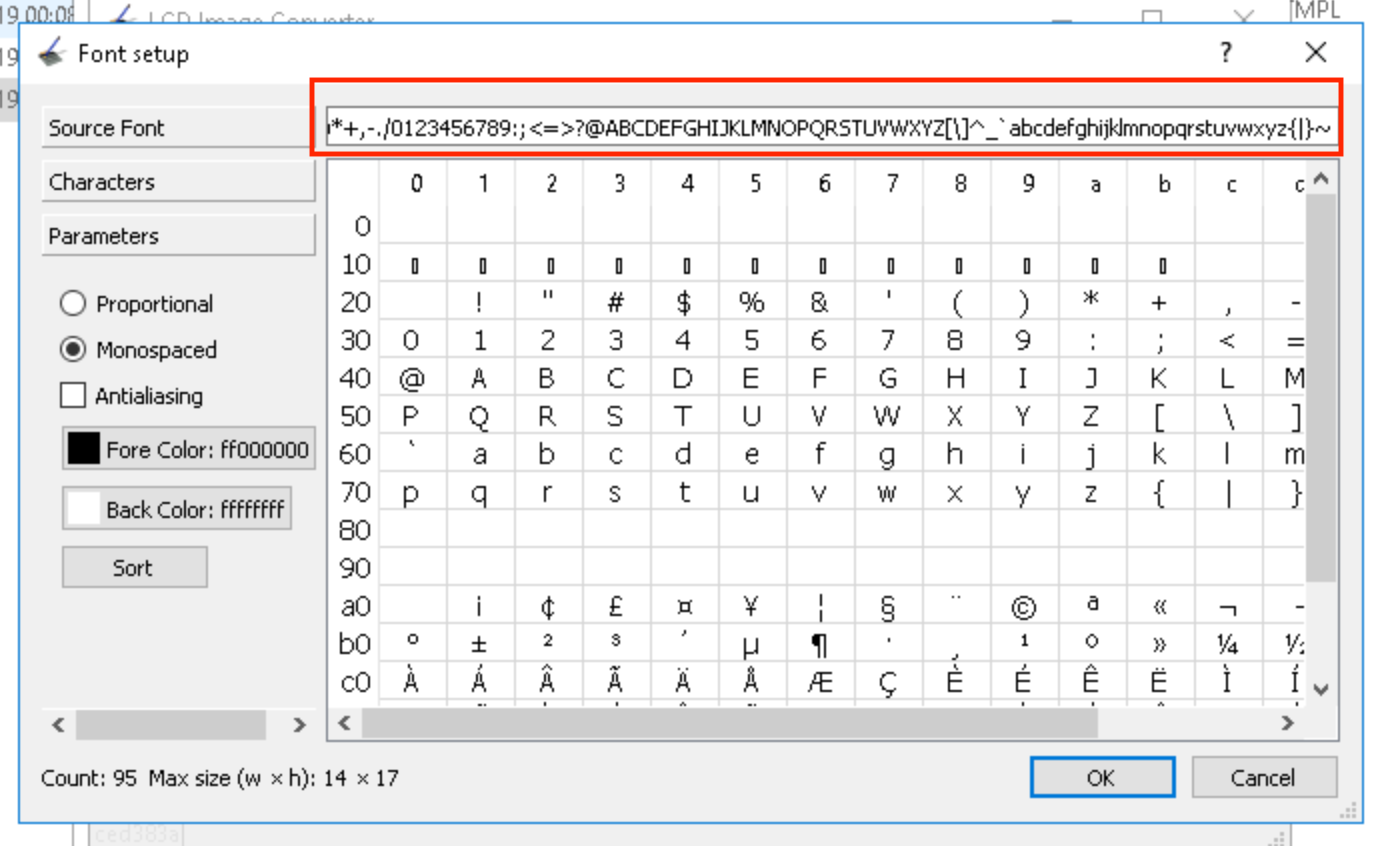 19 00:08 LCD Image Converter [MPL
19 Font setup ? ×
19
Source Font *+,-./0123456789:;<=>?@ABCDEFGHIJKLMNOPQRSTUVWXYZ[\]^_`abcdefghijklmnopqrstuvwxyz{|}~
Characters
Parameters
Proportional
Monospaced
Antialiasing
Fore Color: ff000000
Back Color: ffffffff
Sort
0 1 2 3 4 5 6 7 8 9 a b c
0
10
20 ! " # $ % & ' ( ) * + , -
30 0 1 2 3 4 5 6 7 8 9 : ; < =
40 @ A B C D E F G H I J K L M
50 P Q R S T U V W X Y Z [ \ ]
60 ` a b c d e f g h i j k l m
70 p q r s t u v w x y z { | }
80
90
a0 ¡ ¢ £ ¤ ¥ ¦ § ¨ © ª « ¬ -
b0 ° ± ² ³ ´ µ ¶ · ¸ ¹ º » ¼ ½
c0 À Á Â Ã Ä Å Æ Ç È É Ê Ë Ì Í
Count: 95 Max size (w × h): 14 × 17
OK Cancel
ced383a]